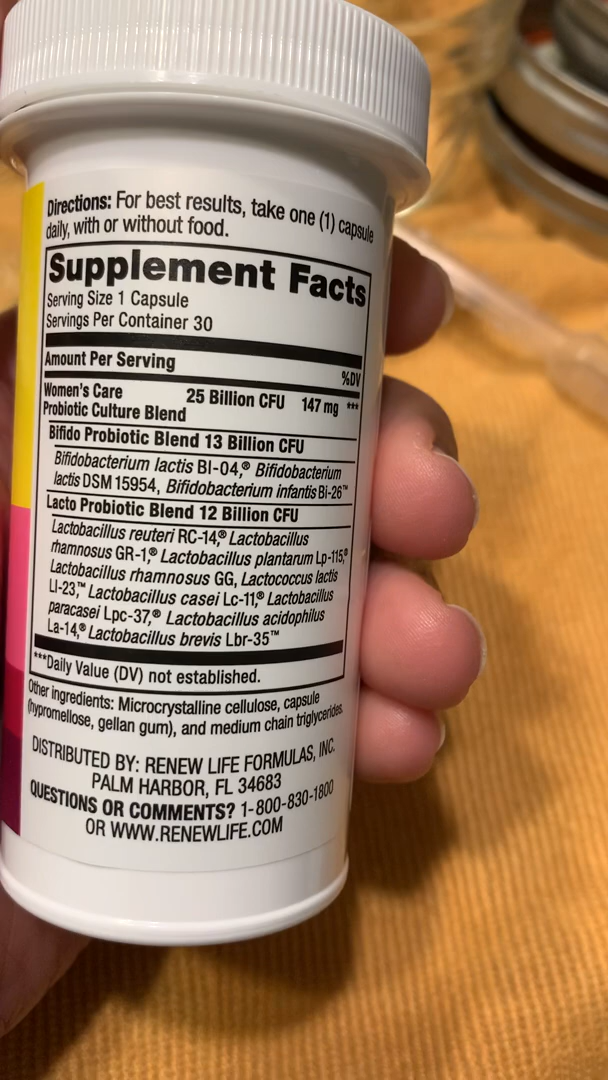 Directions: For best results, take one (1) capsule
daily, with or without food.
Supplement Facts
Serving Size 1 Capsule
Servings Per Container 30
Amount Per Serving %DV
Women's Care 25 Billion CFU 147 mg ***
Probiotic Culture Blend
Bifido Probiotic Blend 13 Billion CFU
Bifidobacterium lactis BI-04,® Bifidobacterium
lactis DSM 15954, Bifidobacterium infantis Bi-26™
Lacto Probiotic Blend 12 Billion CFU
Lactobacillus reuteri RC-14,® Lactobacillus
rhamnosus GR-1,® Lactobacillus plantarum Lp-115,®
Lactobacillus rhamnosus GG, Lactococcus lactis
Ll-23,™ Lactobacillus casei Lc-11,® Lactobacillus
paracasei Lpc-37,® Lactobacillus acidophilus
La-14,® Lactobacillus brevis Lbr-35™
***Daily Value (DV) not established.
Other ingredients: Microcrystalline cellulose, capsule
(hypromellose, gellan gum), and medium chain triglycerides.
DISTRIBUTED BY: RENEW LIFE FORMULAS, INC.
PALM HARBOR, FL 34683
QUESTIONS OR COMMENTS? 1-800-830-1800
OR WWW.RENEWLIFE.COM